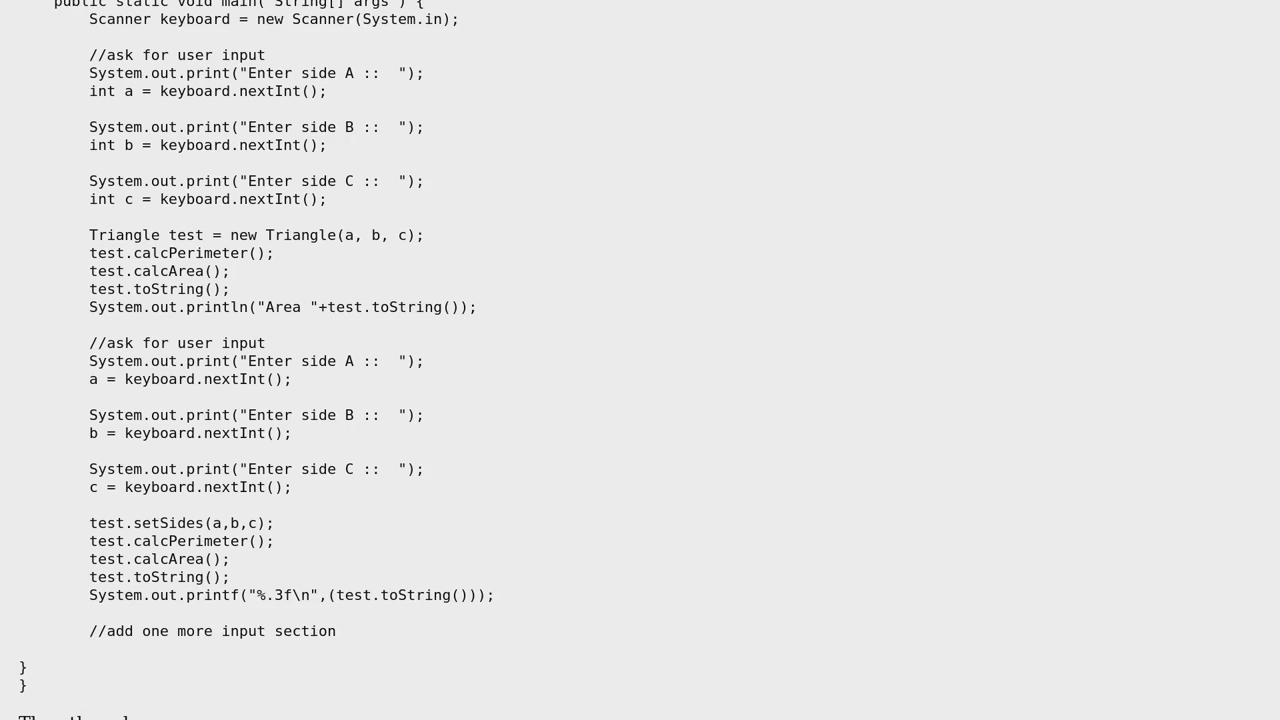 public static void main( String[] args ) {
Scanner keyboard = new Scanner(System.in);
//ask for user input
System.out.print("Enter side A ::  ");
int a = keyboard.nextInt();
System.out.print("Enter side B ::  ");
int b = keyboard.nextInt();
System.out.print("Enter side C ::  ");
int c = keyboard.nextInt();
Triangle test = new Triangle(a, b, c);
test.calcPerimeter();
test.calcArea();
test.toString();
System.out.println("Area "+test.toString());
//ask for user input
System.out.print("Enter side A ::  ");
a = keyboard.nextInt();
System.out.print("Enter side B ::  ");
b = keyboard.nextInt();
System.out.print("Enter side C ::  ");
c = keyboard.nextInt();
test.setSides(a,b,c);
test.calcPerimeter();
test.calcArea();
test.toString();
System.out.printf("%.3f\n",(test.toString()));
//add one more input section
}
}